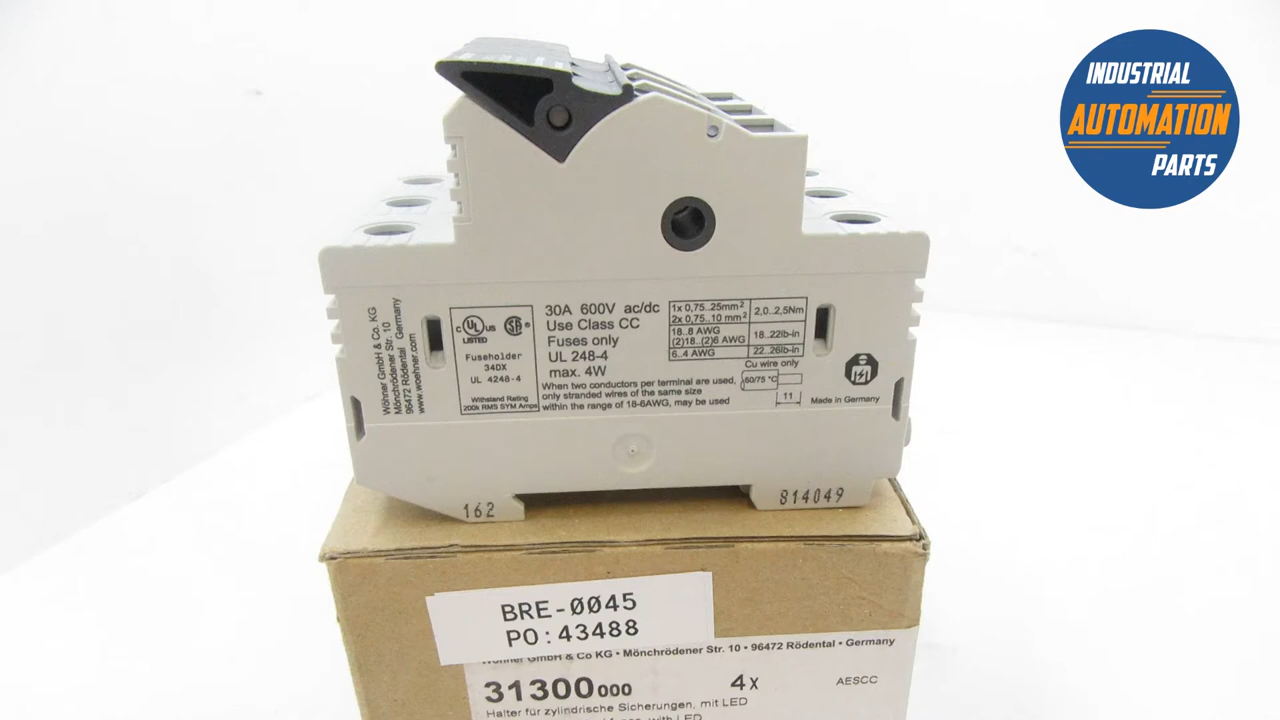 INDUSTRIAL
AUTOMATION
PARTS
Wöhner GmbH & Co. KG
Mönchrödener Str. 10
96472 Rödental Germany
www.woehner.com
C UL US
LISTED
SA ®
Fuseholder
34DX
UL 4248-4
Withstand Rating
200k RMS SYM Amps
30A 600V ac/dc
Use Class CC
Fuses only
UL 248-4
max. 4W
1x 0,75..25mm² 2,0..2,5Nm
2x 0,75..10 mm²
18..8 AWG 18..22lb-in
(2)18..(2)6 AWG
6..4 AWG 22..26lb-in
Cu wire only
60/75 °C
11
When two conductors per terminal are used,
only stranded wires of the same size
within the range of 18-6AWG, may be used
Made in Germany
162
814049
BRE-0045
PO:43488
Wöhner GmbH & Co KG • Mönchrödener Str. 10 • 96472 Rödental • Germany
31300000 4x AESCC
Halter für zylindrische Sicherungen, mit LED
with LED